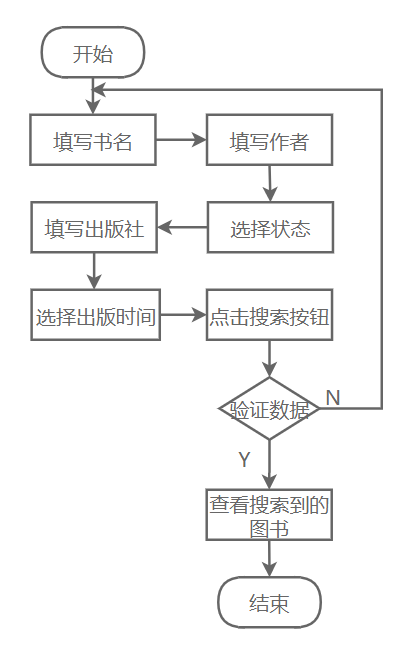 开始
填写书名
填写作者
选择状态
填写出版社
选择出版时间
点击搜索按钮
验证数据
N
Y
查看搜索到的
图书
结束